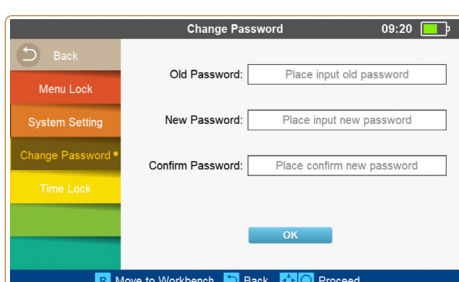 Change Password 09:20
Back
Menu Lock
System Setting
Change Password
Time Lock
Old Password: Place input old password
New Password: Place input new password
Confirm Password: Place confirm new password
OK
R Move to Workbench Back Proceed